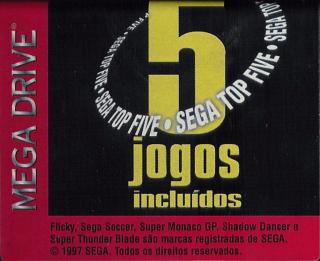 MEGA DRIVE®
5
SEGA TOP FIVE • SEGA TOP FIVE • SEGA TOP FIVE
jogos
incluídos
Flicky, Sega Soccer, Super Monaco GP, Shadow Dancer e
Super Thunder Blade são marcas registradas de SEGA.
© 1997 SEGA. Todos os direitos reservados.